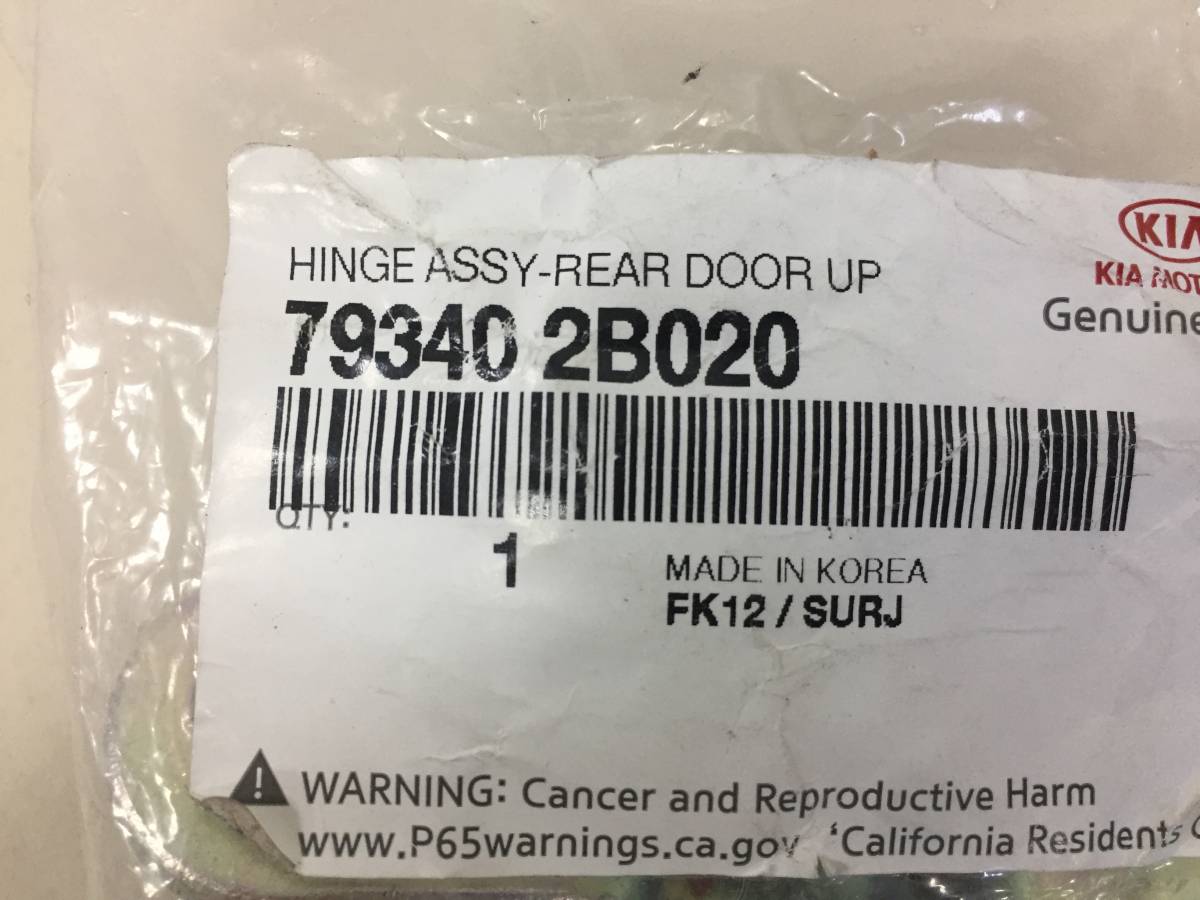 KIA
KIA MOT
Genuine
HINGE ASSY-REAR DOOR UP
79340 2B020
QTY:
1
MADE IN KOREA
FK12 / SURJ
WARNING: Cancer and Reproductive Harm
www.P65warnings.ca.gov 'California Residents